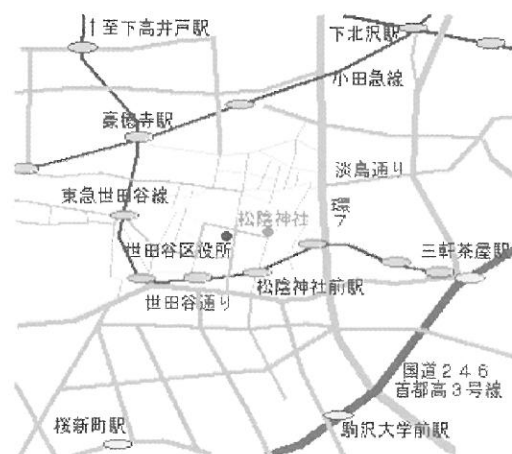 ↑至下高井戸駅
下北沢駅
小田急線
豪徳寺駅
淡島通り
東急世田谷線
松陰神社
環7
世田谷区役所
三軒茶屋駅
松陰神社前駅
世田谷通り
国道246
首都高3号線
桜新町駅
駒沢大学前駅